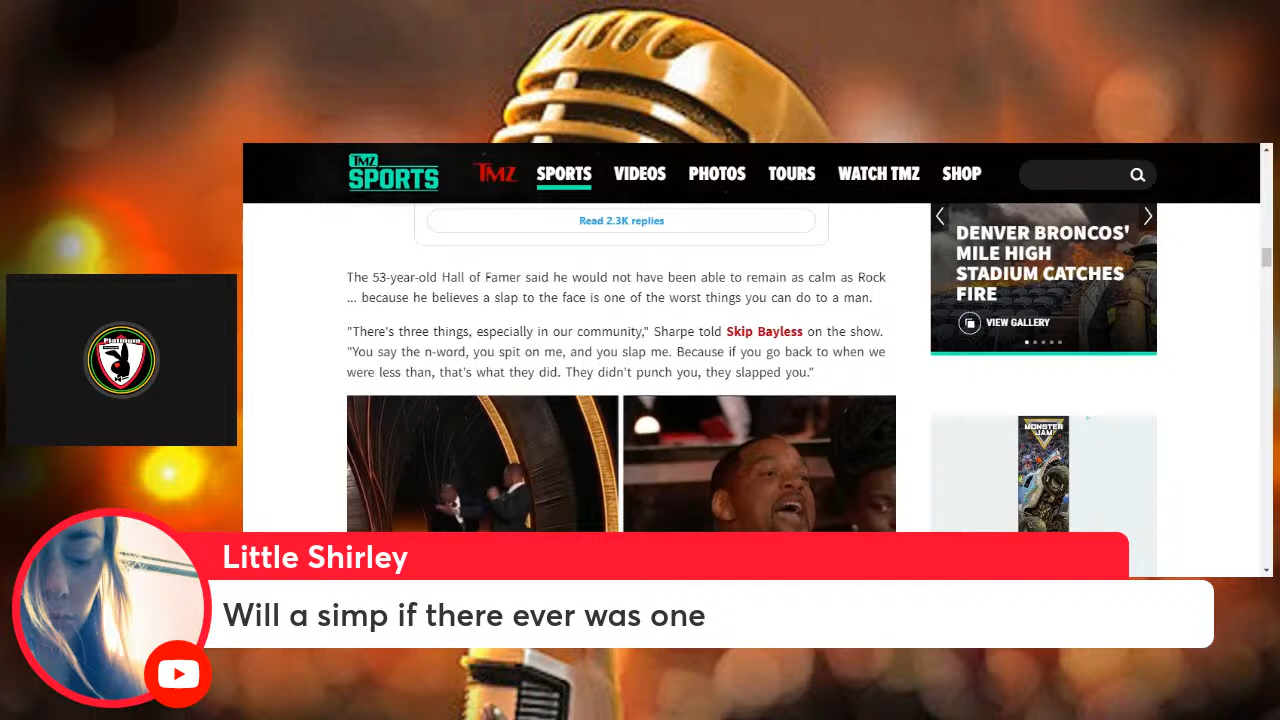 TMZ
SPORTS
TMZ SPORTS VIDEOS PHOTOS TOURS WATCH TMZ SHOP
Read 2.3K replies
The 53-year-old Hall of Famer said he would not have been able to remain as calm as Rock
... because he believes a slap to the face is one of the worst things you can do to a man.
"There's three things, especially in our community," Sharpe told Skip Bayless on the show.
"You say the n-word, you spit on me, and you slap me. Because if you go back to when we
were less than, that's what they did. They didn't punch you, they slapped you."
DENVER BRONCOS'
MILE HIGH
STADIUM CATCHES
FIRE
VIEW GALLERY
MONSTER
JAM
Platinum
Little Shirley
Will a simp if there ever was one